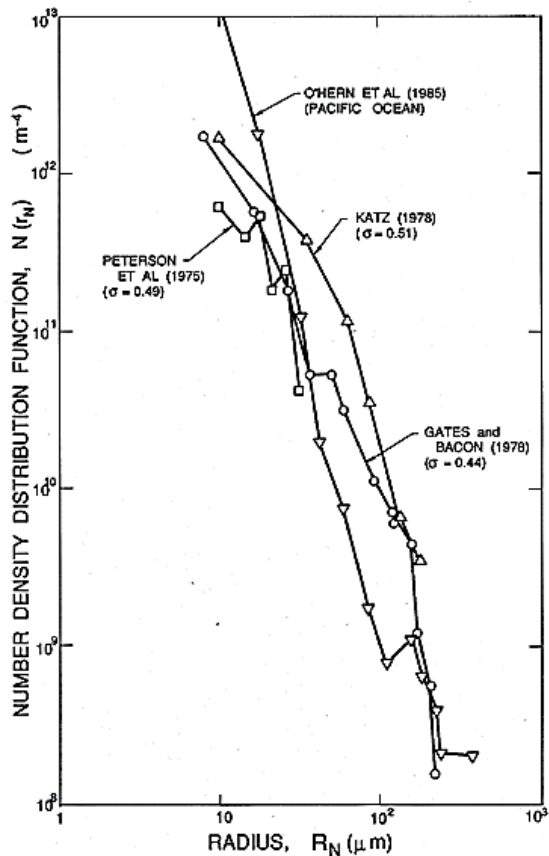 10¹³
O'HERN ET AL (1985)
(PACIFIC OCEAN)
10¹²
KATZ (1978)
(σ = 0.51)
PETERSON
ET AL (1975)
{σ = 0.49}
10¹¹
GATES and
BACON (1978)
{σ = 0.44}
10¹⁰
10⁹
10⁸
NUMBER DENSITY DISTRIBUTION FUNCTION, N(r_N) (m⁻⁴)
1 10 10² 10³
RADIUS, R_N (μm)